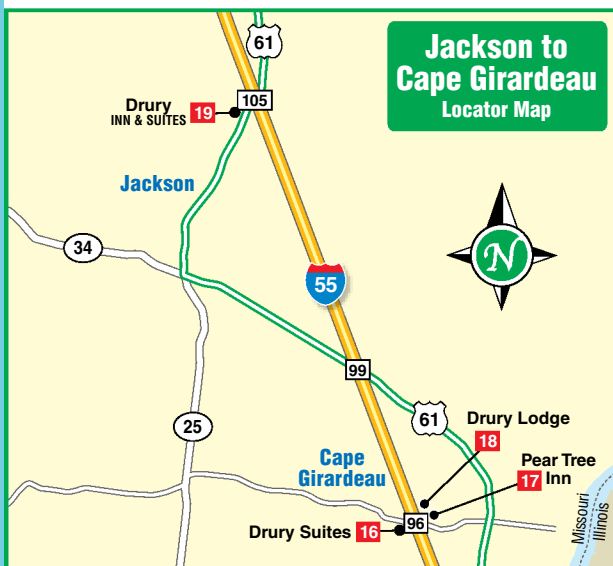 Jackson to
Cape Girardeau
Locator Map
61
105
Drury
INN & SUITES
19
Jackson
34
N
55
99
61
25
Drury Lodge
18
Pear Tree
Inn
17
Cape
Girardeau
96
Drury Suites 16
Missouri
Illinois